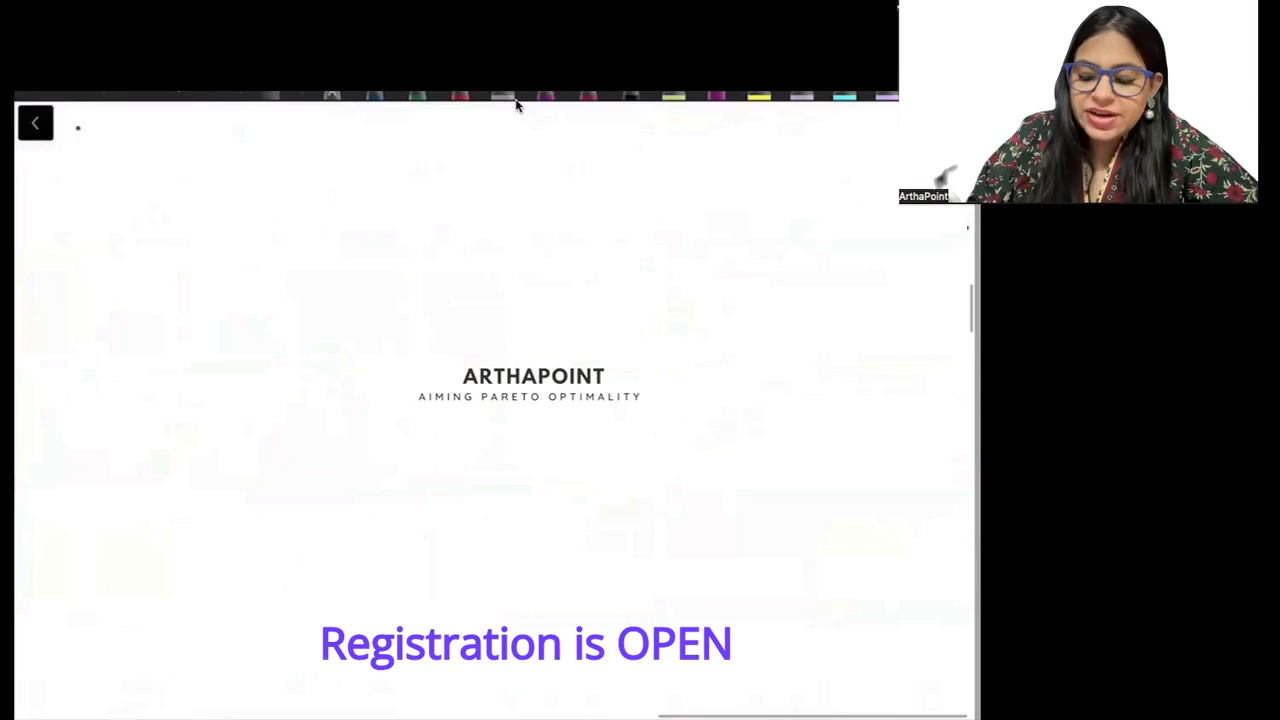 ArthaPoint
ARTHAPOINT
AIMING PARETO OPTIMALITY
Registration is OPEN